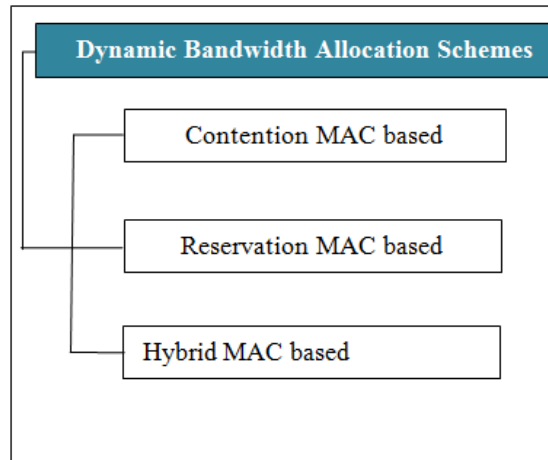 Dynamic Bandwidth Allocation Schemes
Contention MAC based
Reservation MAC based
Hybrid MAC based